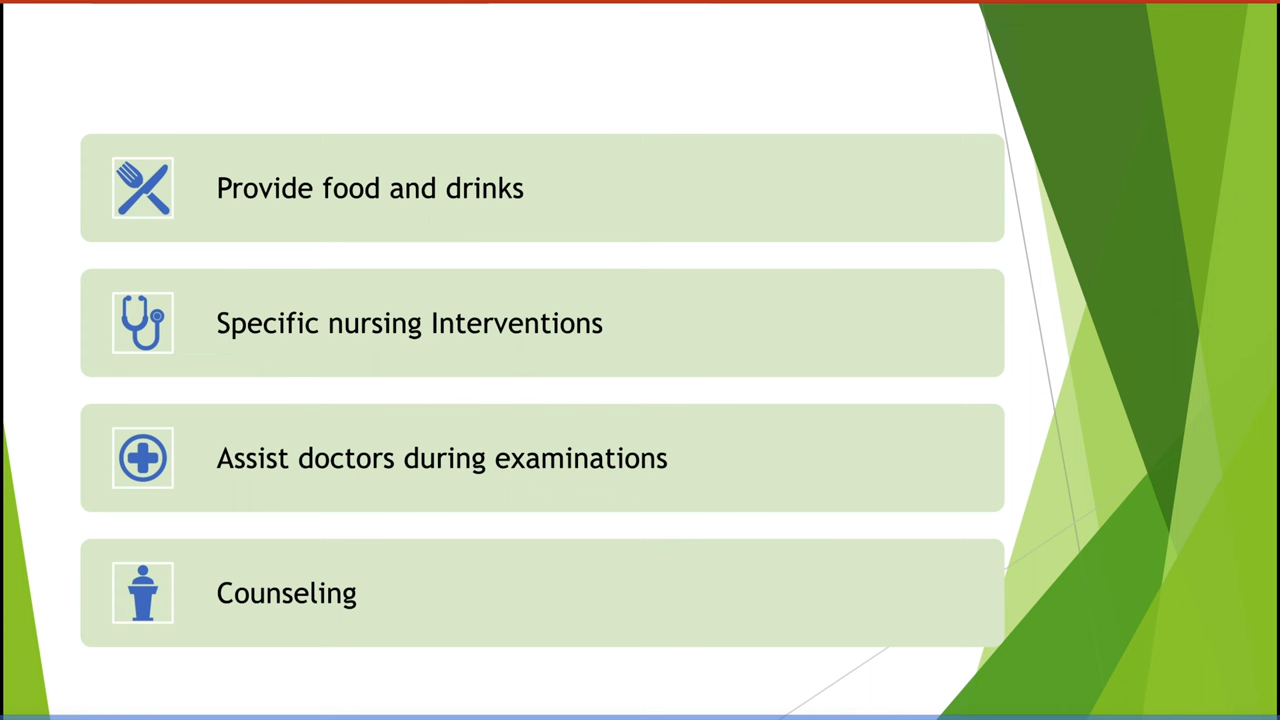 Provide food and drinks
Specific nursing Interventions
Assist doctors during examinations
Counseling